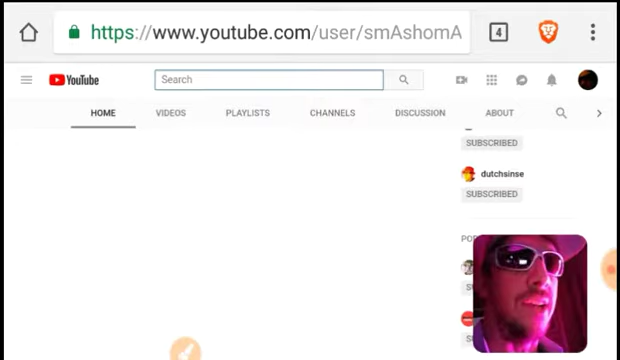 https://www.youtube.com/user/smAshomA
4
YouTube
Search
HOME
VIDEOS
PLAYLISTS
CHANNELS
DISCUSSION
ABOUT
SUBSCRIBED
dutchsinse
SUBSCRIBED